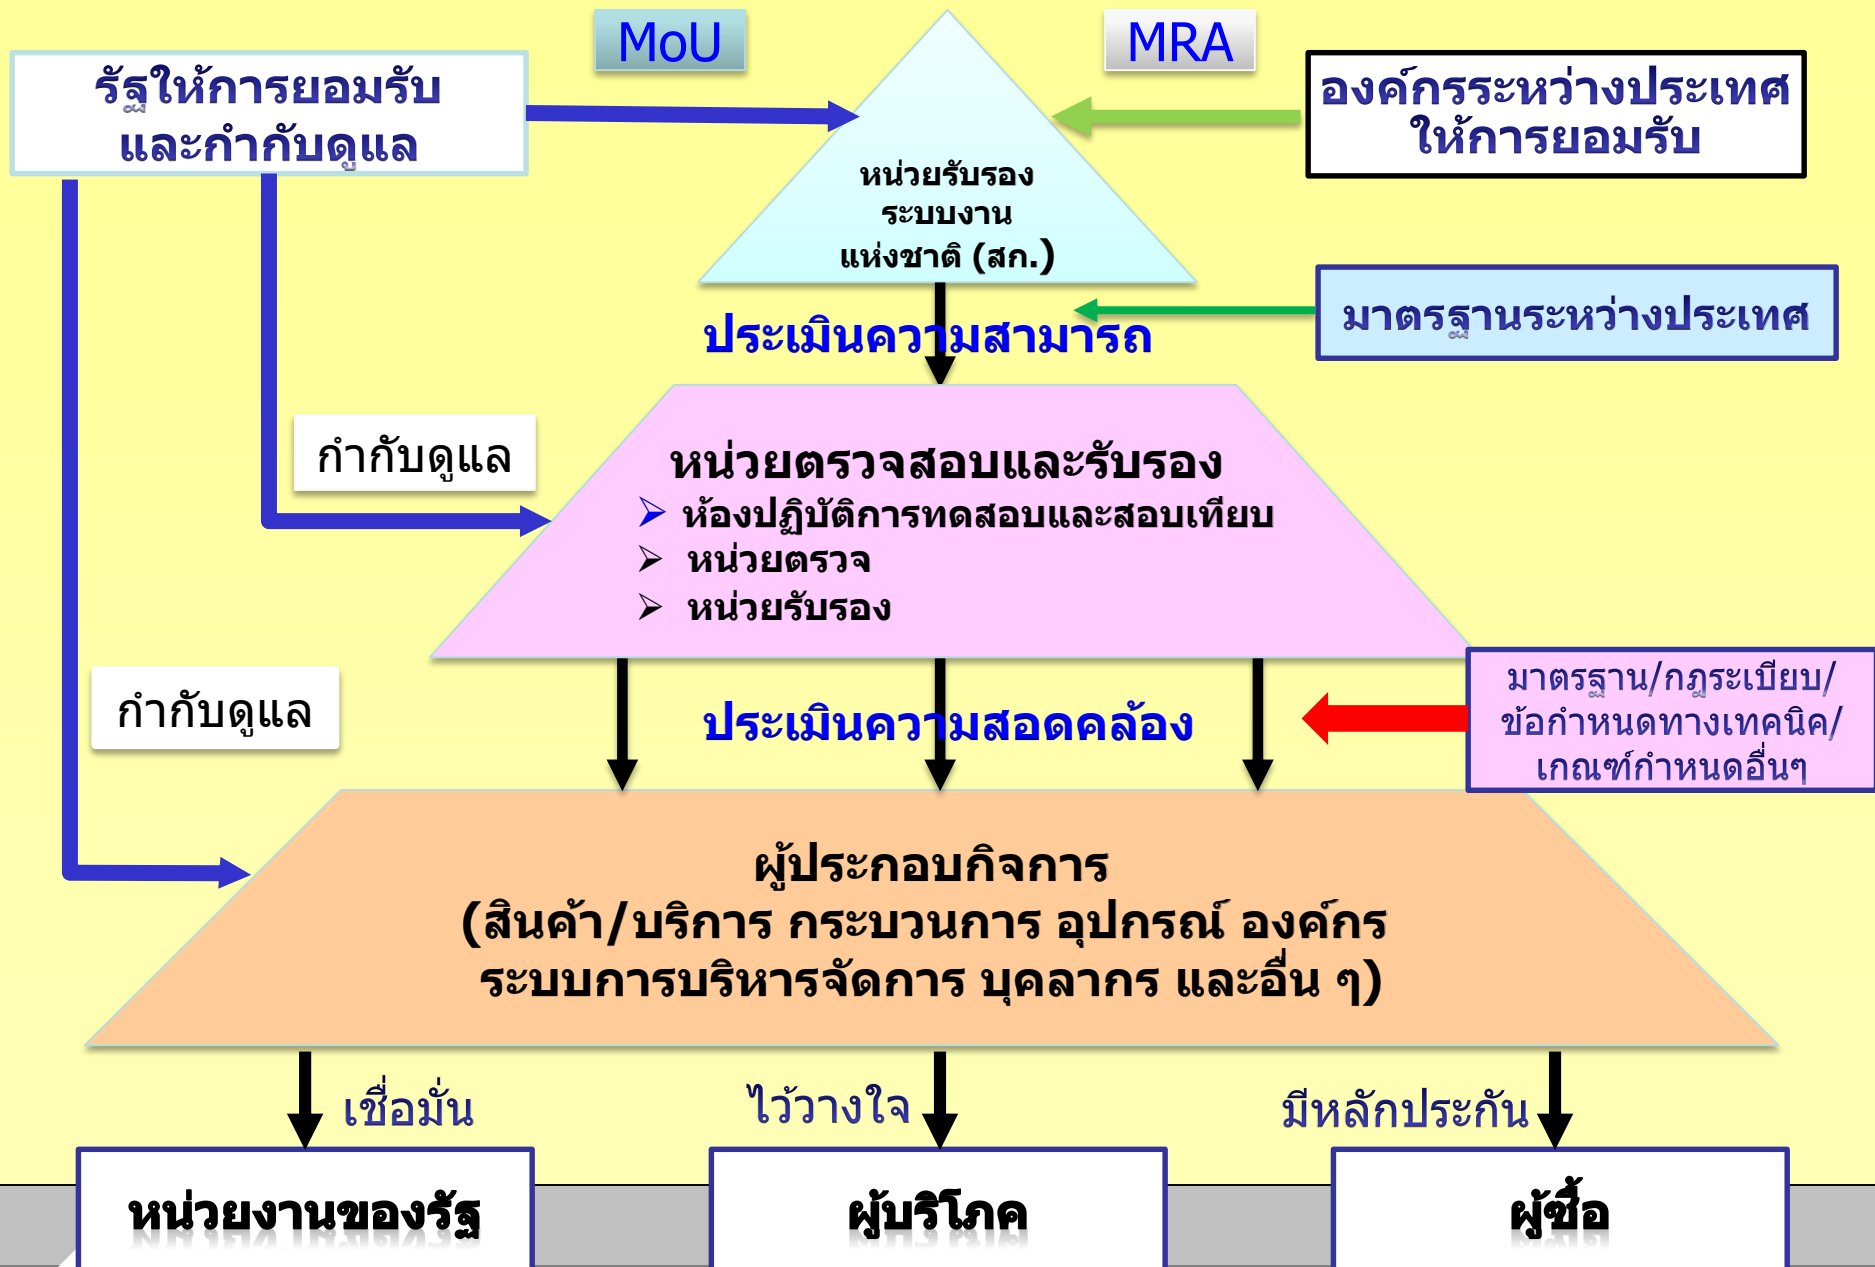 MoU
MRA
รัฐให้การยอมรับ
และกำกับดูแล
องค์กรระหว่างประเทศ
ให้การยอมรับ
หน่วยรับรอง
ระบบงาน
แห่งชาติ (สก.)
มาตรฐานระหว่างประเทศ
ประเมินความสามารถ
กำกับดูแล
หน่วยตรวจสอบและรับรอง
➢ ห้องปฏิบัติการทดสอบและสอบเทียบ
➢ หน่วยตรวจ
➢ หน่วยรับรอง
กำกับดูแล
ประเมินความสอดคล้อง
มาตรฐาน/กฎระเบียบ/
ข้อกำหนดทางเทคนิค/
เกณฑ์กำหนดอื่นๆ
ผู้ประกอบกิจการ
(สินค้า/บริการ กระบวนการ อุปกรณ์ องค์กร
ระบบการบริหารจัดการ บุคลากร และอื่น ๆ)
เชื่อมั่น
ไว้วางใจ
มีหลักประกัน
หน่วยงานของรัฐ
ผู้บริโภค
ผู้ซื้อ